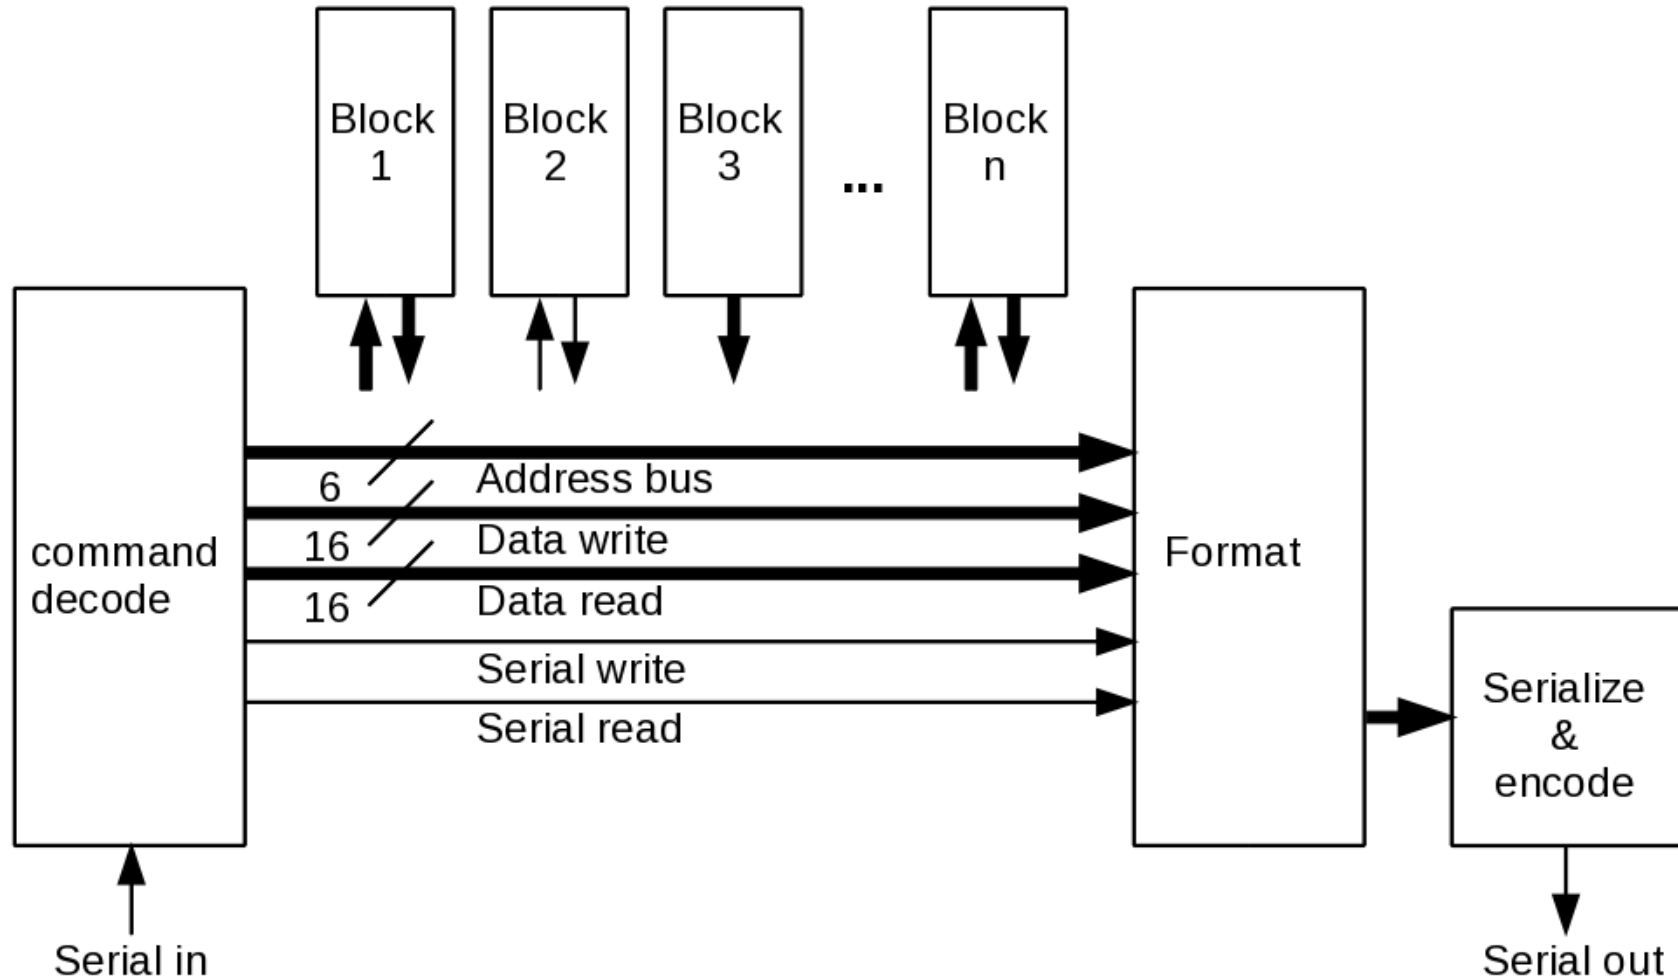 Block
1
Block
2
Block
3
...
Block
n
command
decode
6
Address bus
16
Data write
16
Data read
Serial write
Serial read
Format
Serialize
&
encode
Serial in
Serial out